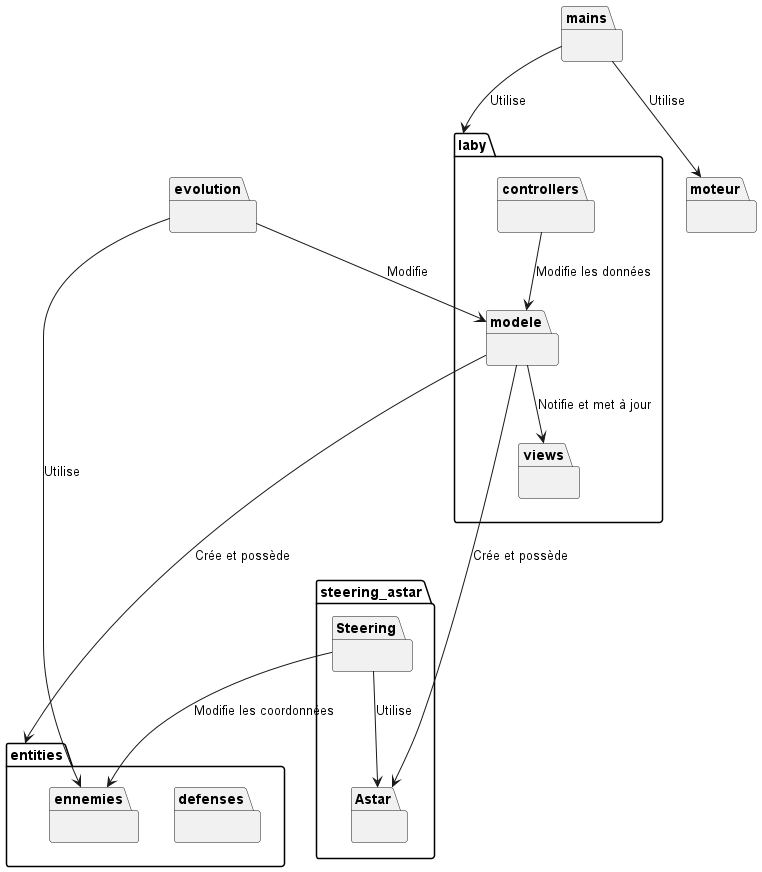 mains
Utilise
Utilise
laby
evolution
controllers
moteur
Modifie
Modifie les données
modele
Notifie et met à jour
views
Utilise
Crée et possède
Crée et possède
steering_astar
Steering
Modifie les coordonnées
Utilise
entities
ennemies
defenses
Astar